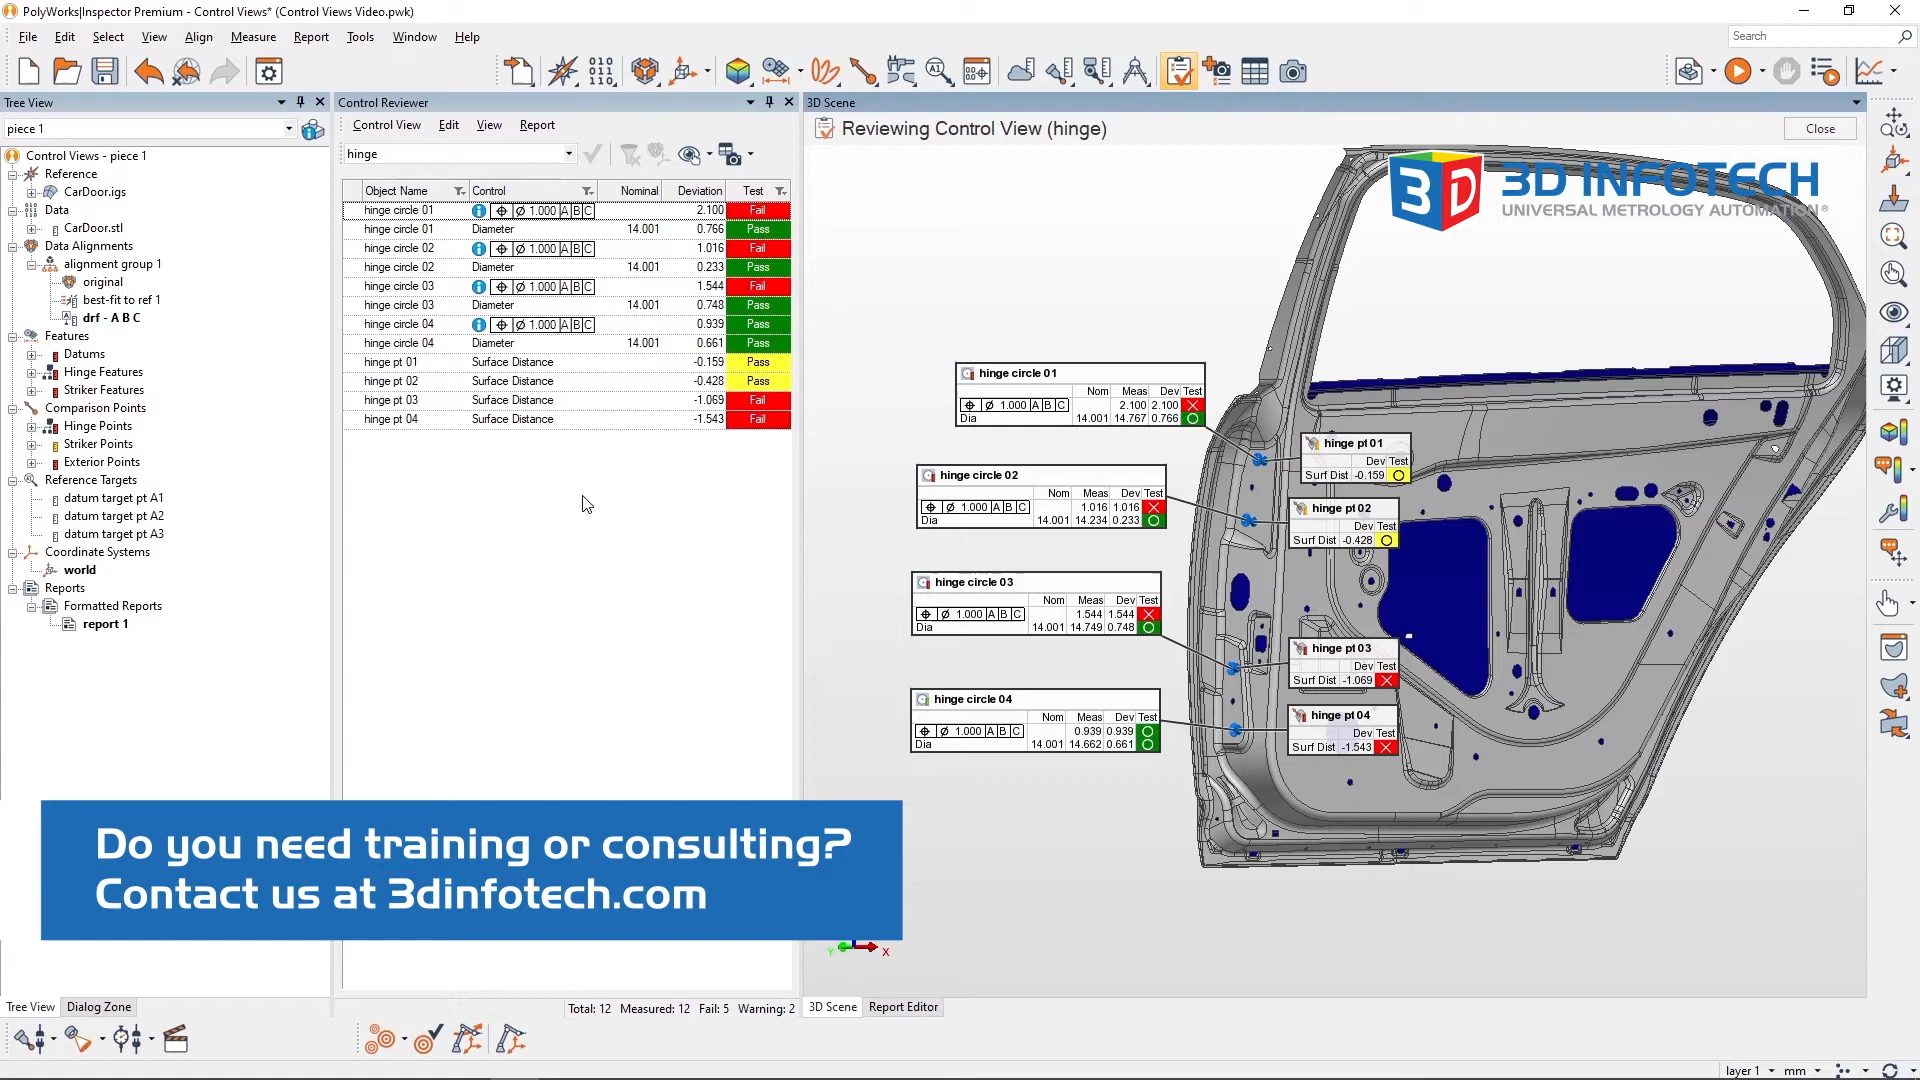 PolyWorks|Inspector Premium - Control Views* (Control Views Video.pwk)
File Edit Select View Align Measure Report Tools Window Help
Search
Tree View
piece 1
Control Views - piece 1
Reference
CarDoor.igs
Data
CarDoor.stl
Data Alignments
alignment group 1
original
best-fit to ref 1
drf - A B C
Features
Datums
Hinge Features
Striker Features
Comparison Points
Hinge Points
Striker Points
Exterior Points
Reference Targets
datum target pt A1
datum target pt A2
datum target pt A3
Coordinate Systems
world
Reports
Formatted Reports
report 1
Tree View Dialog Zone
Control Reviewer
Control View Edit View Report
hinge
Object Name Control Nominal Deviation Test
hinge circle 01 ⌖ Ø 1.000 A B C 2.100 Fail
hinge circle 01 Diameter 14.001 0.766 Pass
hinge circle 02 ⌖ Ø 1.000 A B C 1.016 Fail
hinge circle 02 Diameter 14.001 0.233 Pass
hinge circle 03 ⌖ Ø 1.000 A B C 1.544 Fail
hinge circle 03 Diameter 14.001 0.748 Pass
hinge circle 04 ⌖ Ø 1.000 A B C 0.939 Pass
hinge circle 04 Diameter 14.001 0.661 Pass
hinge pt 01 Surface Distance -0.159 Pass
hinge pt 02 Surface Distance -0.428 Pass
hinge pt 03 Surface Distance -1.069 Fail
hinge pt 04 Surface Distance -1.543 Fail
Total: 12 Measured: 12 Fail: 5 Warning: 2
3D Scene
Reviewing Control View (hinge)
Close
3D 3D INFOTECH
UNIVERSAL METROLOGY AUTOMATION®
hinge circle 01
Nom Meas Dev Test
⌖ Ø 1.000 A B C 2.100 2.100
Dia 14.001 14.767 0.766
hinge pt 01
Dev Test
Surf Dist -0.159
hinge circle 02
Nom Meas Dev Test
⌖ Ø 1.000 A B C 1.016 1.016
Dia 14.001 14.234 0.233
hinge pt 02
Dev Test
Surf Dist -0.428
hinge circle 03
Nom Meas Dev Test
⌖ Ø 1.000 A B C 1.544 1.544
Dia 14.001 14.749 0.748
hinge pt 03
Dev Test
Surf Dist -1.069
hinge circle 04
Nom Meas Dev Test
⌖ Ø 1.000 A B C 0.939 0.939
Dia 14.001 14.662 0.661
hinge pt 04
Dev Test
Surf Dist -1.543
Y X
Do you need training or consulting?
Contact us at 3dinfotech.com
3D Scene Report Editor
layer 1 mm